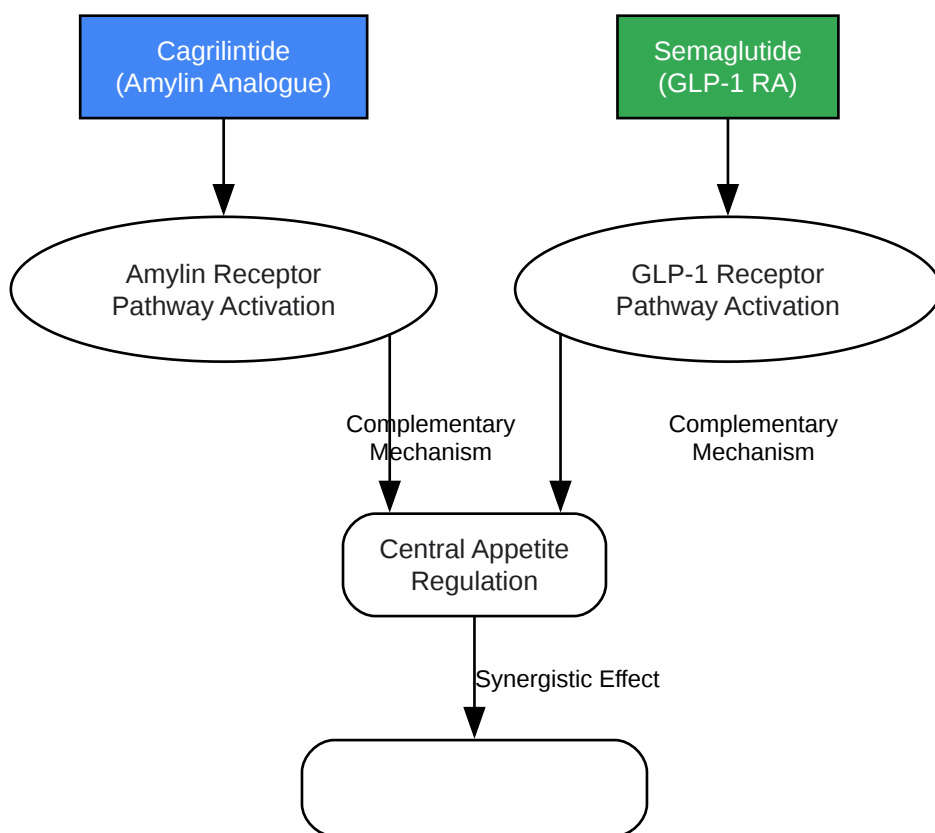 Cagrilintide
(Amylin Analogue)
Semaglutide
(GLP-1 RA)
Amylin Receptor
Pathway Activation
GLP-1 Receptor
Pathway Activation
Complementary
Mechanism
Complementary
Mechanism
Central Appetite
Regulation
Synergistic Effect